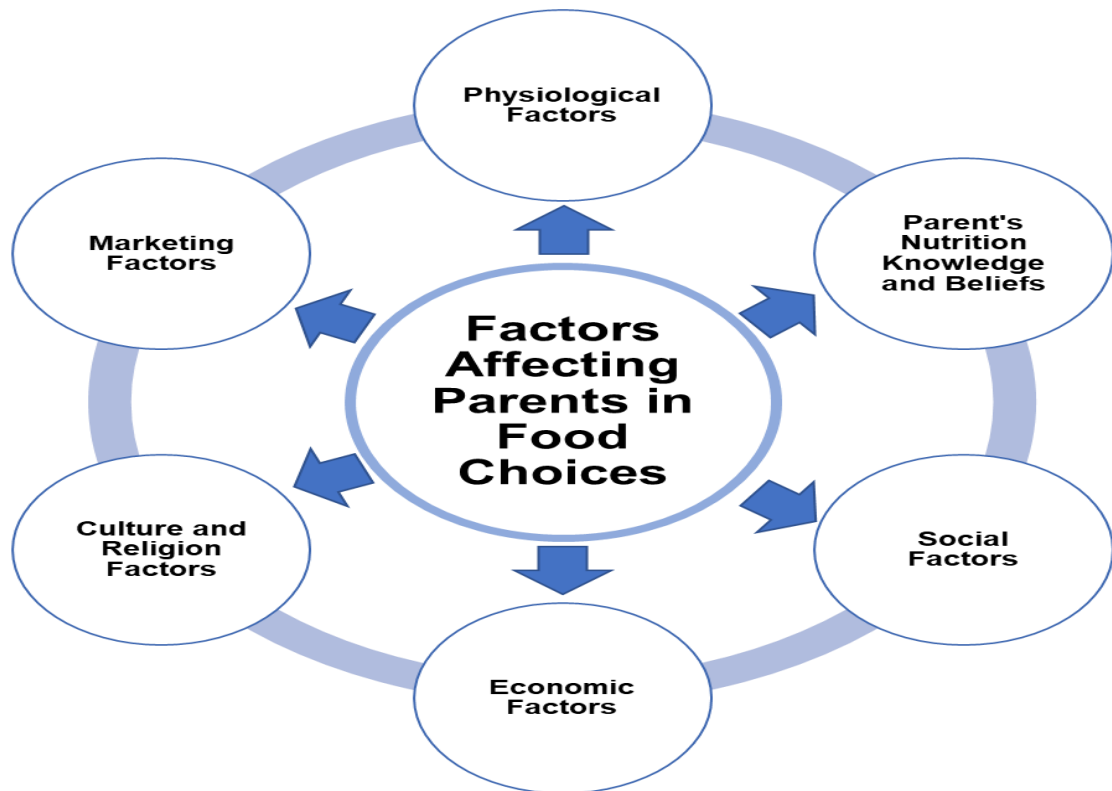 Physiological
Factors
Marketing
Factors
Parent's
Nutrition
Knowledge
and Beliefs
Factors
Affecting
Parents in
Food
Choices
Culture and
Religion
Factors
Social
Factors
Economic
Factors